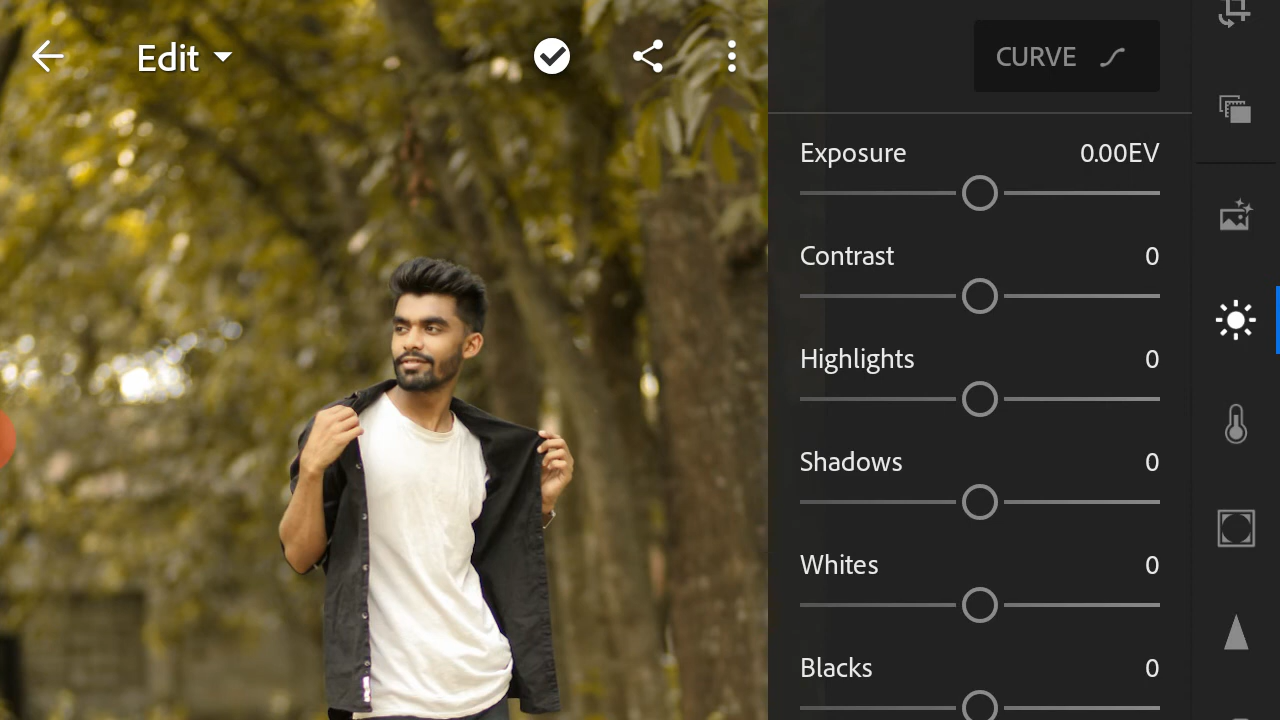 Edit
CURVE
Exposure 0.00EV
Contrast 0
Highlights 0
Shadows 0
Whites 0
Blacks 0